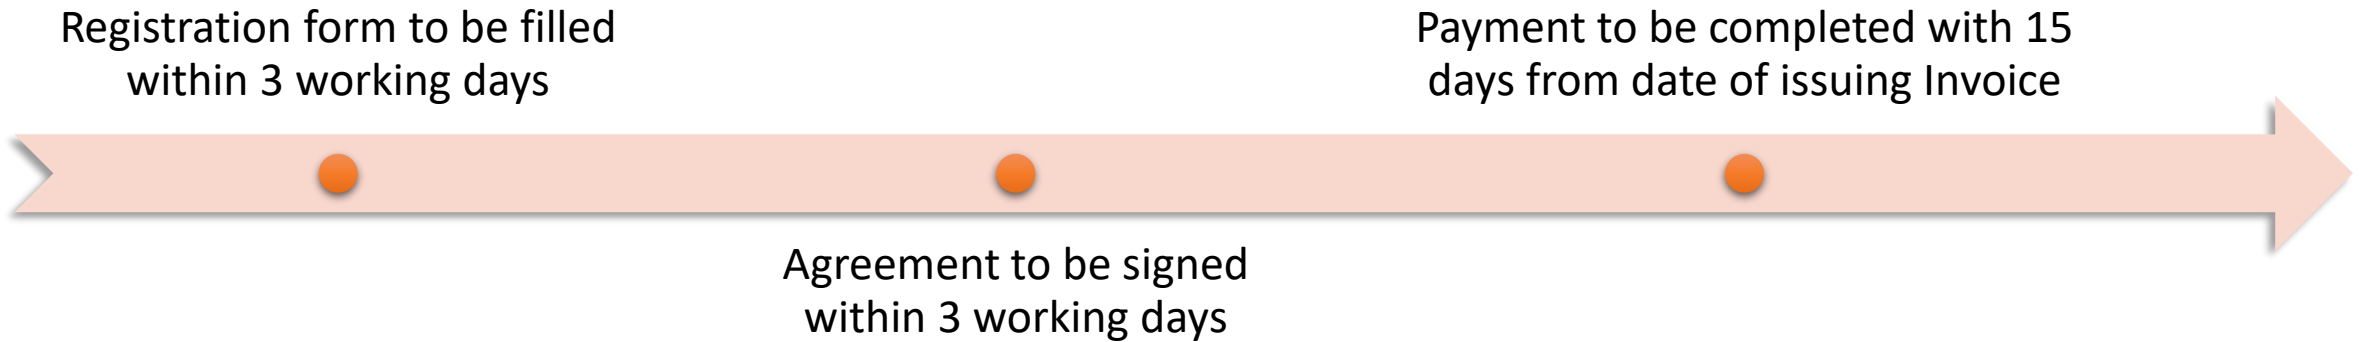 Registration form to be filled
within 3 working days
Agreement to be signed
within 3 working days
Payment to be completed with 15
days from date of issuing Invoice